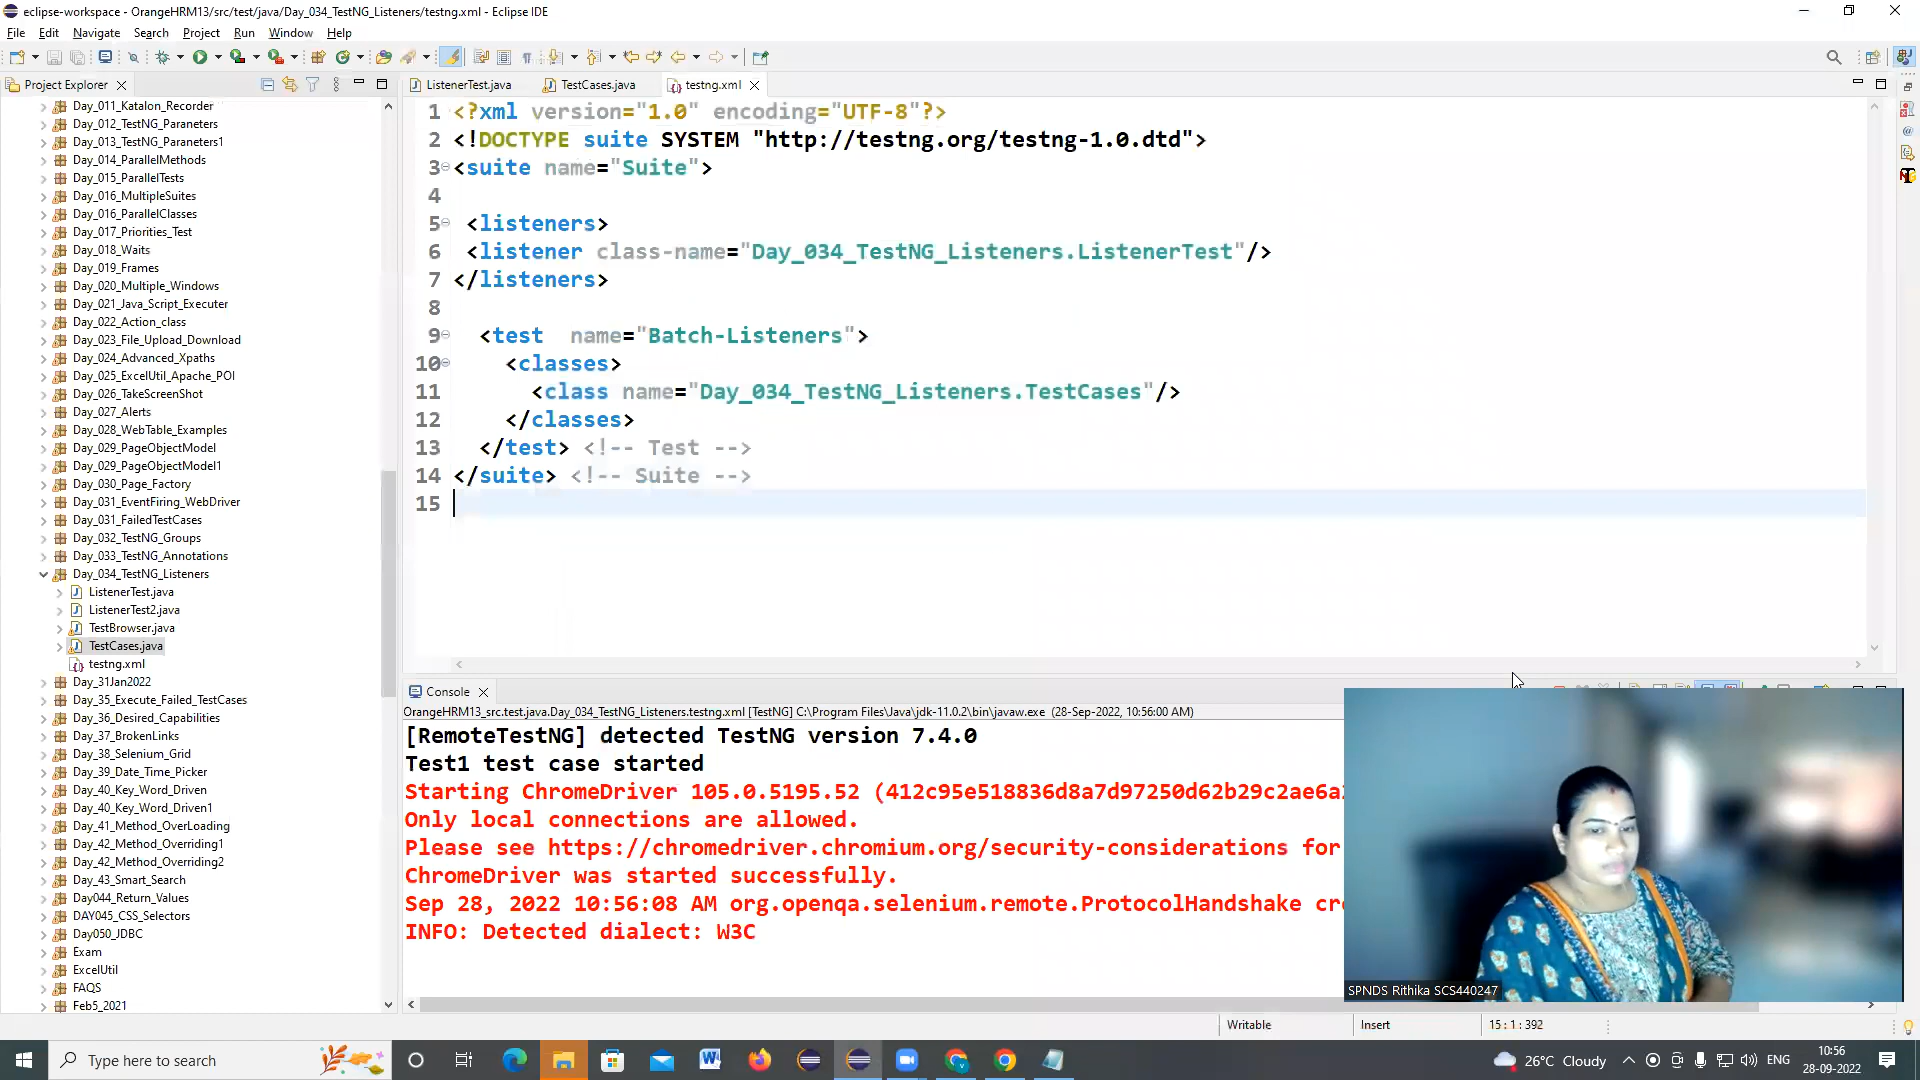 eclipse-workspace - OrangeHRM13/src/test/java/Day_034_TestNG_Listeners/testng.xml - Eclipse IDE
File Edit Navigate Search Project Run Window Help
Project Explorer
Day_011_Katalon_Recorder
Day_012_TestNG_Paraneters
Day_013_TestNG_Paraneters1
Day_014_ParallelMethods
Day_015_ParallelTests
Day_016_MultipleSuites
Day_016_ParallelClasses
Day_017_Priorities_Test
Day_018_Waits
Day_019_Frames
Day_020_Multiple_Windows
Day_021_Java_Script_Executer
Day_022_Action_class
Day_023_File_Upload_Download
Day_024_Advanced_Xpaths
Day_025_ExcelUtil_Apache_POI
Day_026_TakeScreenShot
Day_027_Alerts
Day_028_WebTable_Examples
Day_029_PageObjectModel
Day_029_PageObjectModel1
Day_030_Page_Factory
Day_031_EventFiring_WebDriver
Day_031_FailedTestCases
Day_032_TestNG_Groups
Day_033_TestNG_Annotations
Day_034_TestNG_Listeners
ListenerTest.java
ListenerTest2.java
TestBrowser.java
TestCases.java
testng.xml
Day_31Jan2022
Day_35_Execute_Failed_TestCases
Day_36_Desired_Capabilities
Day_37_BrokenLinks
Day_38_Selenium_Grid
Day_39_Date_Time_Picker
Day_40_Key_Word_Driven
Day_40_Key_Word_Driven1
Day_41_Method_OverLoading
Day_42_Method_Overriding1
Day_42_Method_Overriding2
Day_43_Smart_Search
Day044_Return_Values
DAY045_CSS_Selectors
Day050_JDBC
Exam
ExcelUtil
FAQS
Feb5_2021
ListenerTest.java TestCases.java testng.xml
1 <?xml version="1.0" encoding="UTF-8"?>
2 <!DOCTYPE suite SYSTEM "http://testng.org/testng-1.0.dtd">
3 <suite name="Suite">
4
5 <listeners>
6 <listener class-name="Day_034_TestNG_Listeners.ListenerTest"/>
7 </listeners>
8
9 <test  name="Batch-Listeners">
10 <classes>
11 <class name="Day_034_TestNG_Listeners.TestCases"/>
12 </classes>
13 </test> <!-- Test -->
14 </suite> <!-- Suite -->
15
Console
OrangeHRM13_src.test.java.Day_034_TestNG_Listeners.testng.xml [TestNG] C:\Program Files\Java\jdk-11.0.2\bin\javaw.exe (28-Sep-2022, 10:56:00 AM)
[RemoteTestNG] detected TestNG version 7.4.0
Test1 test case started
Starting ChromeDriver 105.0.5195.52 (412c95e518836d8a7d97250d62b29c2ae6a
Only local connections are allowed.
Please see https://chromedriver.chromium.org/security-considerations for
ChromeDriver was started successfully.
Sep 28, 2022 10:56:08 AM org.openqa.selenium.remote.ProtocolHandshake cr
INFO: Detected dialect: W3C
SPNDS Rithika SCS440247
Writable Insert 15 : 1 : 392
Type here to search
26°C Cloudy
ENG
10:56
28-09-2022